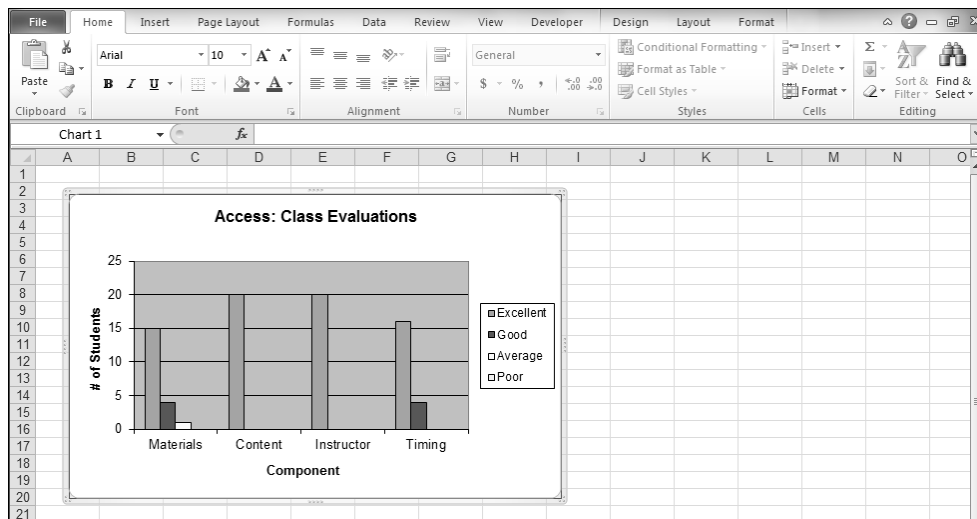 File Home Insert Page Layout Formulas Data Review View Developer Design Layout Format
Paste
Clipboard
Arial 10 A A
B I U A
Font
Alignment
General
$ % , .0 .00 .00 .0
Number
Conditional Formatting
Format as Table
Cell Styles
Styles
Insert
Delete
Format
Cells
Σ
Sort & Filter
Find & Select
Editing
Chart 1 fx
A B C D E F G H I J K L M N O
1
2
3
4
5
6
7
8
9
10
11
12
13
14
15
16
17
18
19
20
21
Access: Class Evaluations
# of Students
25
20
15
10
5
0
Materials Content Instructor Timing
Component
Excellent
Good
Average
Poor